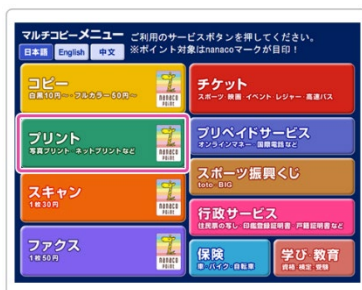 マルチコピーメニュー ご利用のサービスボタンを押してください。
日本語 English 中文 ※ポイント対象はnanacoマークが目印!
コピー
白黒10円~・フルカラー50円~
nanaco
POINT
チケット
スポーツ・映画・イベント・レジャー・高速バス
プリント
写真プリント・ネットプリントなど
nanaco
POINT
プリペイドサービス
オンラインマネー・国際電話など
スキャン
1枚30円
nanaco
POINT
スポーツ振興くじ
toto・BIG
行政サービス
住民票の写し・印鑑登録証明書・戸籍証明書など
ファクス
1枚50円
nanaco
POINT
保険
車・バイク・自転車
学び・教育
資格・検定・受験